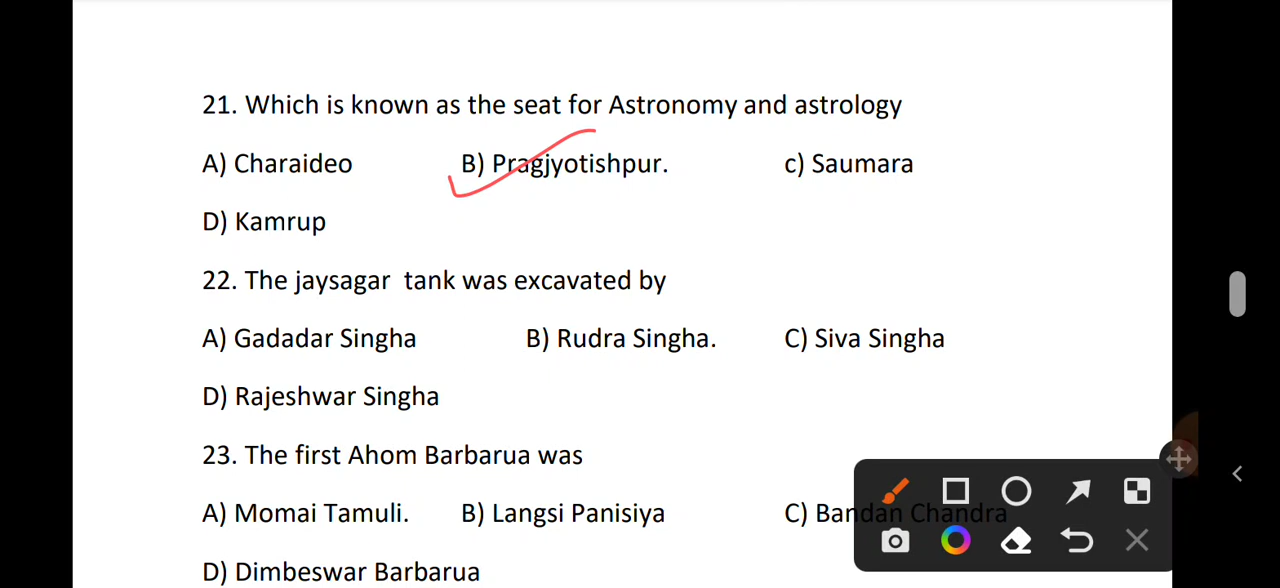 21. Which is known as the seat for Astronomy and astrology
A) Charaideo B) Pragjyotishpur. c) Saumara
D) Kamrup
22. The jaysagar tank was excavated by
A) Gadadar Singha B) Rudra Singha. C) Siva Singha
D) Rajeshwar Singha
23. The first Ahom Barbarua was
A) Momai Tamuli. B) Langsi Panisiya C) Bandan Chandra
D) Dimbeswar Barbarua